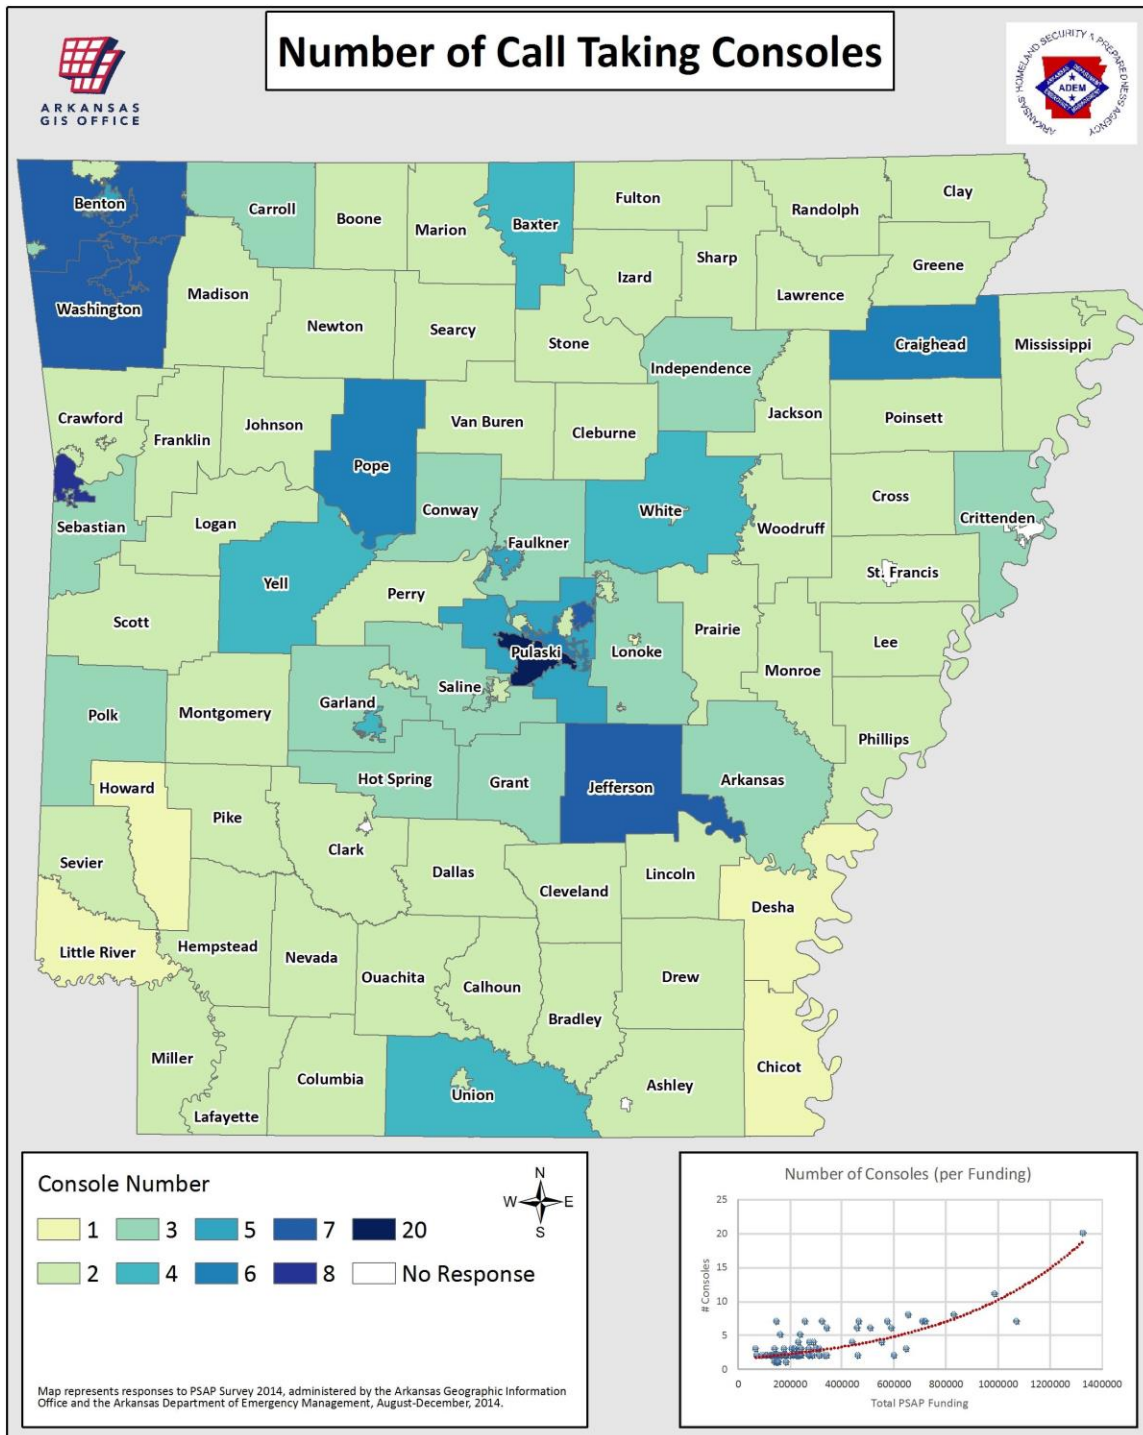 Number of Call Taking Consoles
ARKANSAS
GIS OFFICE
ARKANSAS HOMELAND SECURITY & PREPAREDNESS AGENCY
ADEM
Benton
Carroll
Boone
Marion
Baxter
Fulton
Randolph
Clay
Washington
Madison
Newton
Searcy
Stone
Izard
Sharp
Lawrence
Greene
Craighead
Mississippi
Independence
Crawford
Franklin
Johnson
Pope
Van Buren
Cleburne
Jackson
Poinsett
Sebastian
Logan
Conway
Faulkner
White
Woodruff
Cross
Crittenden
Yell
Perry
St. Francis
Scott
Pulaski
Lonoke
Prairie
Monroe
Lee
Polk
Montgomery
Garland
Saline
Phillips
Howard
Hot Spring
Grant
Jefferson
Arkansas
Pike
Clark
Sevier
Dallas
Cleveland
Lincoln
Desha
Little River
Hempstead
Nevada
Ouachita
Calhoun
Bradley
Drew
Miller
Lafayette
Columbia
Union
Ashley
Chicot
Console Number
N
W E
S
1 3 5 7 20
2 4 6 8 No Response
Map represents responses to PSAP Survey 2014, administered by the Arkansas Geographic Information
Office and the Arkansas Department of Emergency Management, August-December, 2014.
Number of Consoles (per Funding)
25
20
15
10
5
0
# Consoles
0 200000 400000 600000 800000 1000000 1200000 1400000
Total PSAP Funding